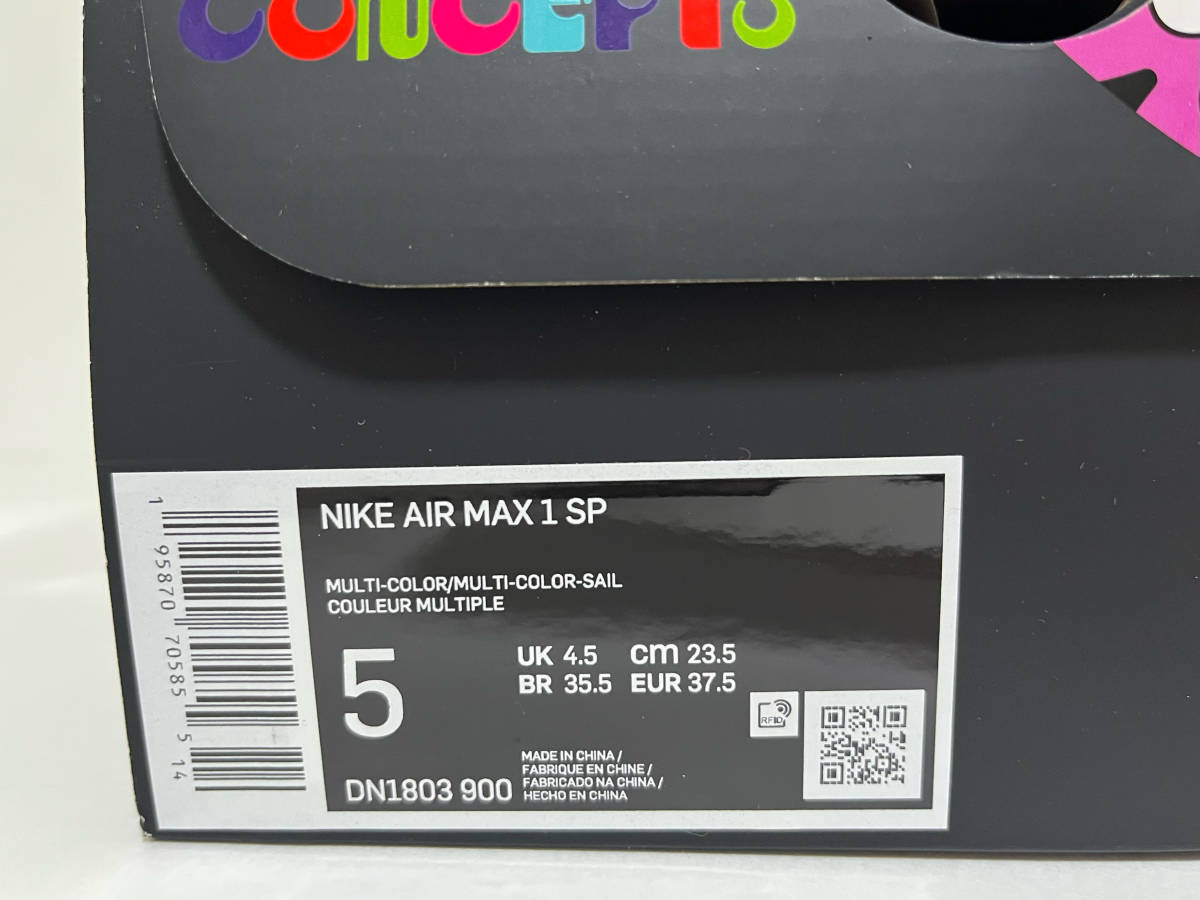 CONCEPTS
NIKE AIR MAX 1 SP
MULTI-COLOR/MULTI-COLOR-SAIL
COULEUR MULTIPLE
5
UK 4.5 cm 23.5
BR 35.5 EUR 37.5
RFID
DN1803 900
MADE IN CHINA /
FABRIQUE EN CHINE /
FABRICADO NA CHINA /
HECHO EN CHINA
1 95870 70585 5 14